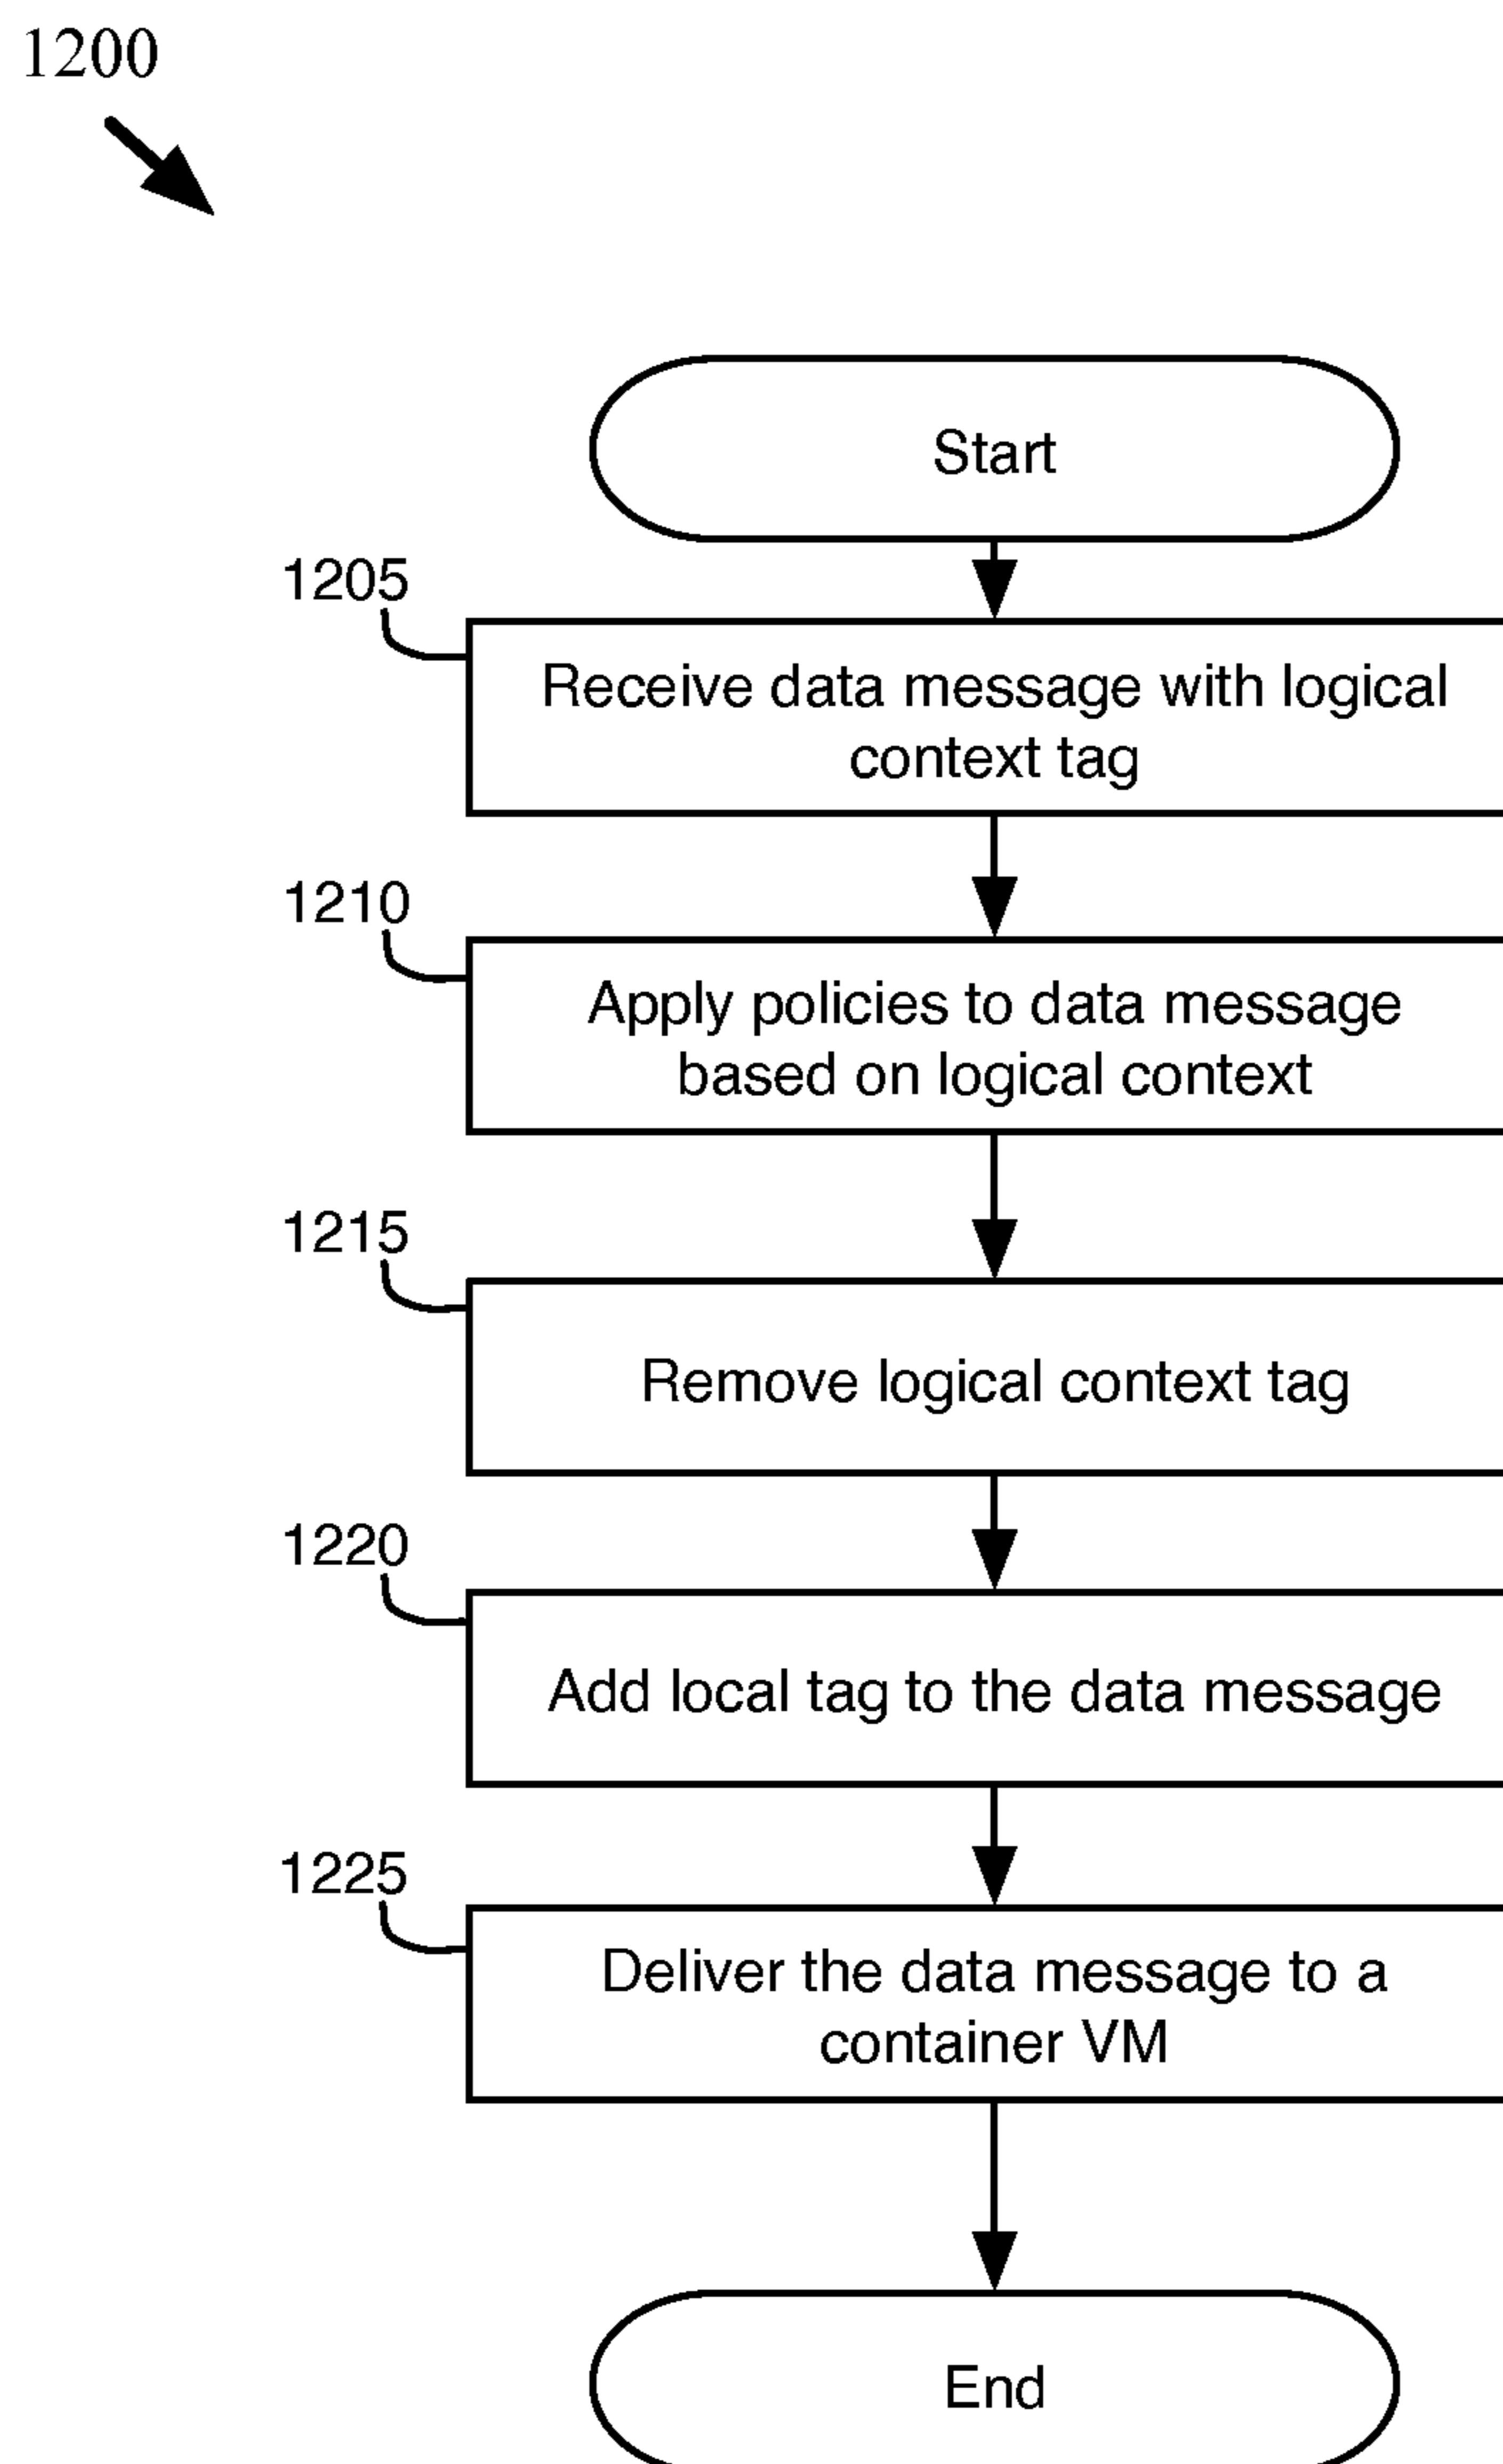 1200
Start
1205
Receive data message with logical
context tag
1210
Apply policies to data message
based on logical context
1215
Remove logical context tag
1220
Add local tag to the data message
1225
Deliver the data message to a
container VM
End